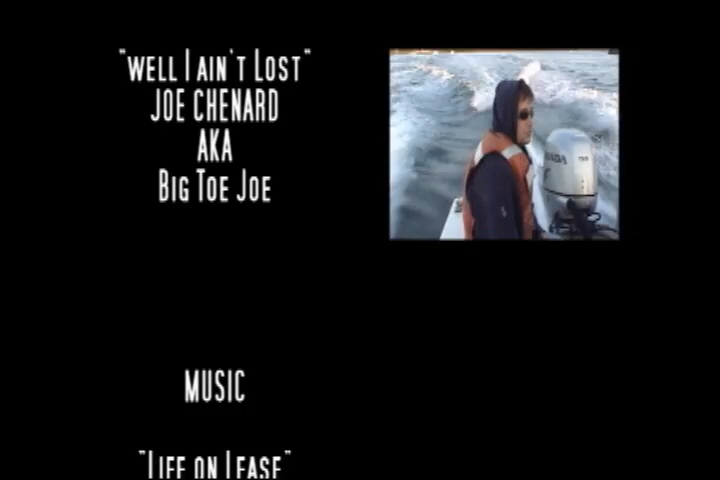 "WELL I AIN'T LOST"
JOE CHENARD
AKA
BIG TOE JOE
MUSIC
"LIFE ON LEASE"